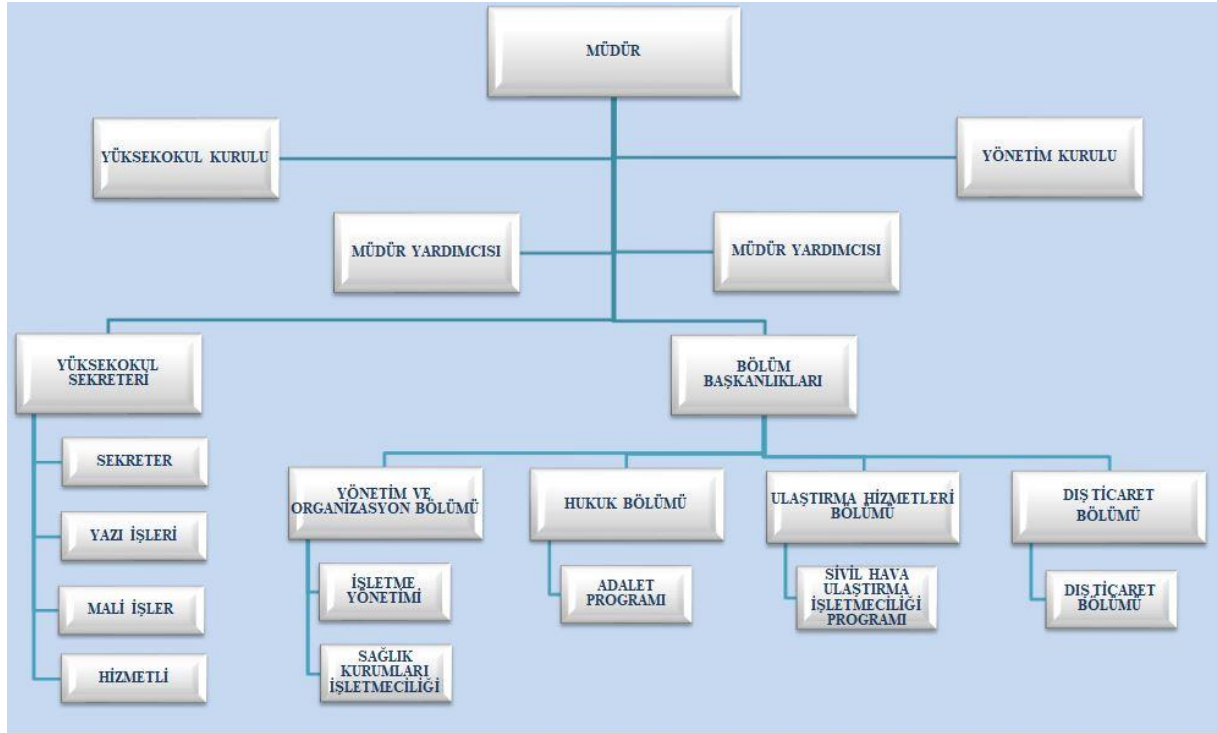 MÜDÜR
YÜKSEKOKUL KURULU
YÖNETİM KURULU
MÜDÜR YARDIMCISI
MÜDÜR YARDIMCISI
YÜKSEKOKUL
SEKRETERİ
BÖLÜM
BAŞKANLIKLARI
SEKRETER
YAZI İŞLERİ
MALİ İŞLER
HİZMETLİ
YÖNETİM VE
ORGANİZASYON BÖLÜMÜ
İŞLETME
YÖNETİMİ
SAĞLIK
KURUMLARI
İŞLETMECİLİĞİ
HUKUK BÖLÜMÜ
ADALET
PROGRAMI
ULAŞTIRMA HİZMETLERİ
BÖLÜMÜ
SİVİL HAVA
ULAŞTIRMA
İŞLETMECİLİĞİ
PROGRAMI
DIŞ TİCARET
BÖLÜMÜ
DIŞ TİCARET
BÖLÜMÜ